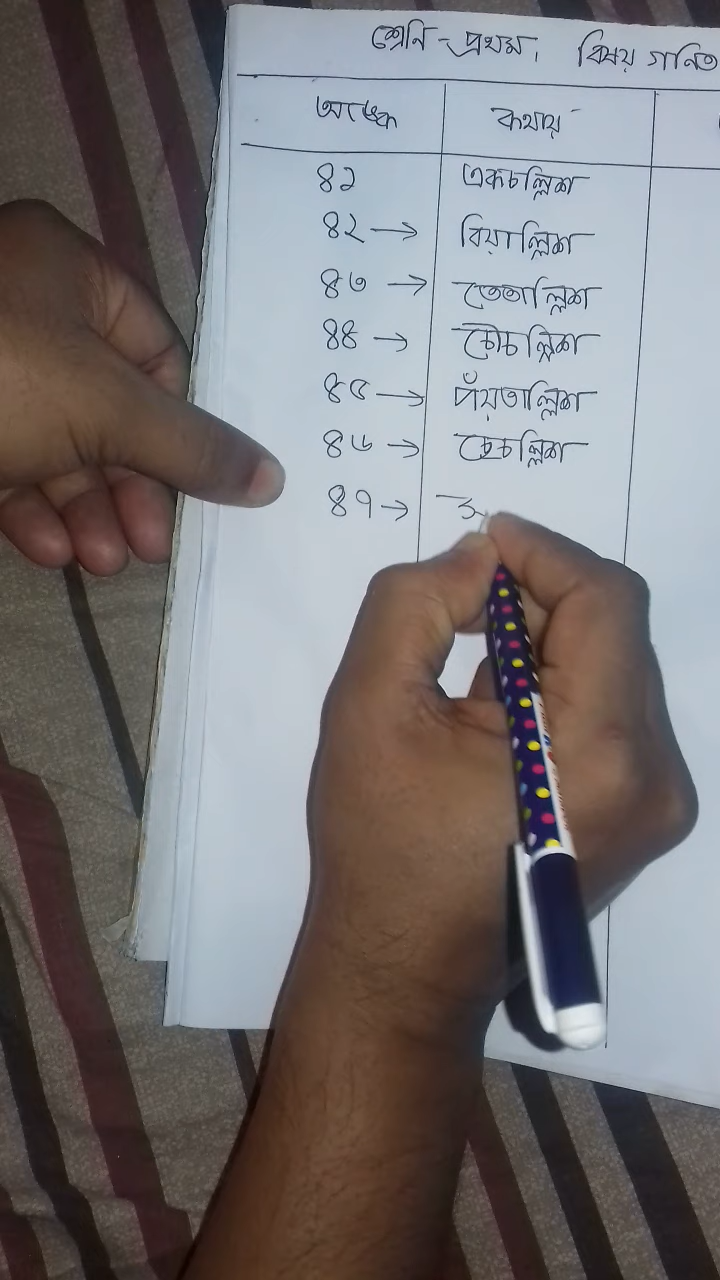 শ্রেনি - প্রথম, বিষয় গনিত
অঙ্কে কথায়
৪১ একচল্লিশ
৪২ → বিয়াল্লিশ
৪৩ → তেতাল্লিশ
৪৪ → চৌচল্লিশ
৪৫ → পঁয়তাল্লিশ
৪৬ → ছেচল্লিশ
৪৭ →